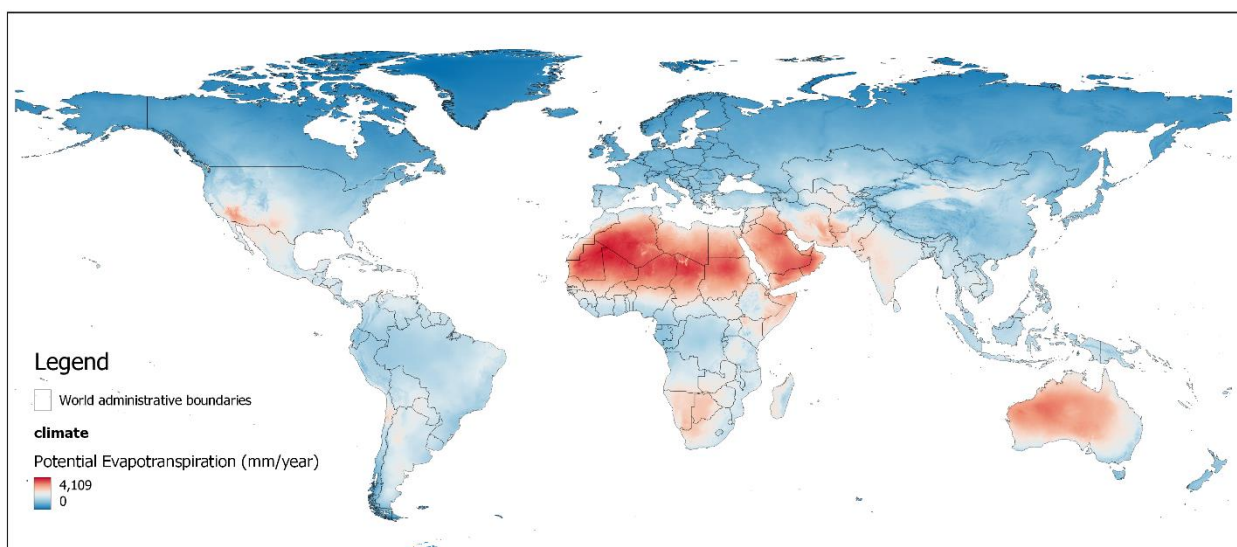 Legend
World administrative boundaries
climate
Potential Evapotranspiration (mm/year)
4,109
0